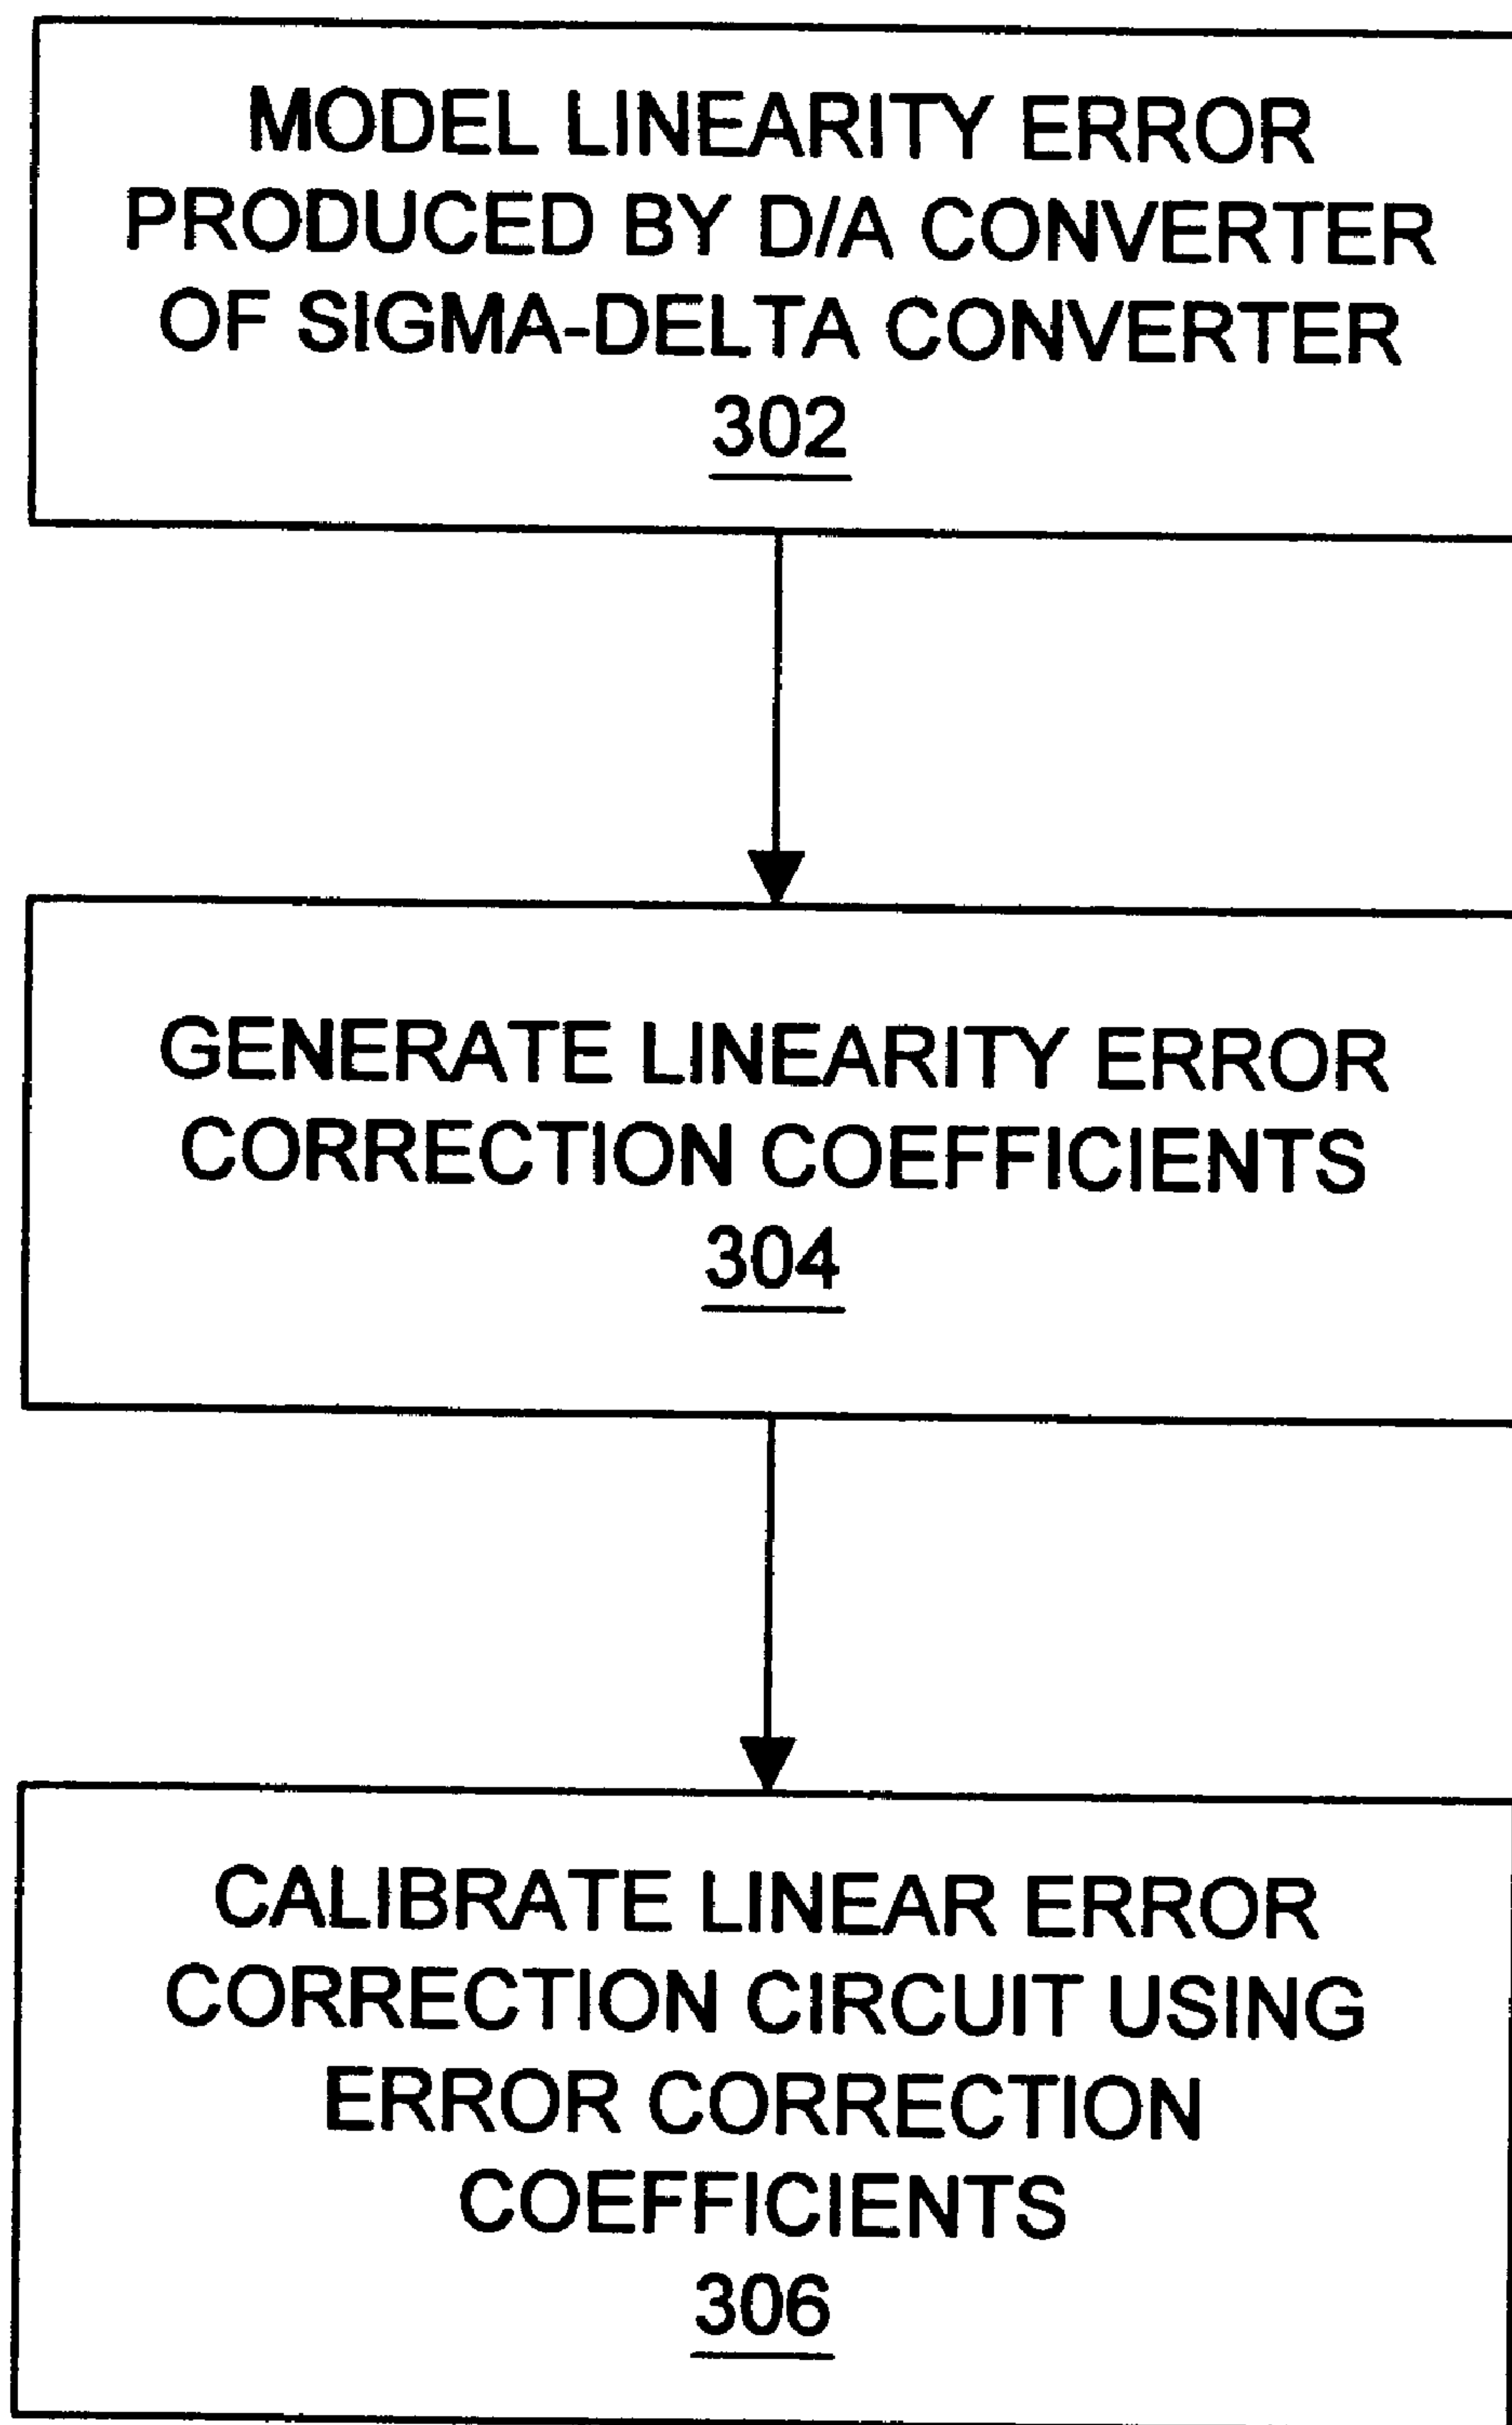 MODEL LINEARITY ERROR
PRODUCED BY D/A CONVERTER
OF SIGMA-DELTA CONVERTER
302
GENERATE LINEARITY ERROR
CORRECTION COEFFICIENTS
304
CALIBRATE LINEAR ERROR
CORRECTION CIRCUIT USING
ERROR CORRECTION
COEFFICIENTS
306